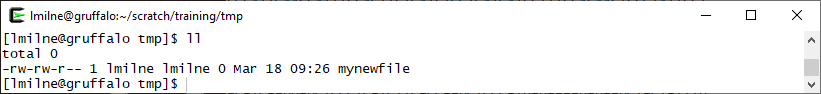 lmilne@gruffalo:~/scratch/training/tmp
[lmilne@gruffalo tmp]$ ll
total 0
-rw-rw-r-- 1 lmilne lmilne 0 Mar 18 09:26 mynewfile
[lmilne@gruffalo tmp]$